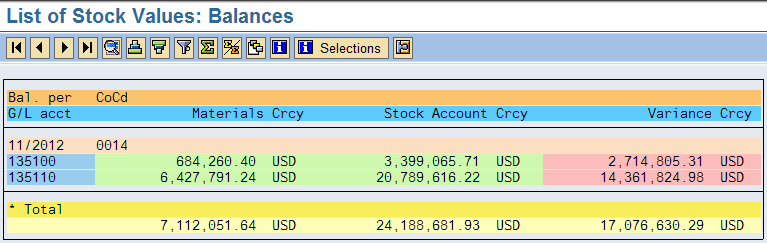 List of Stock Values: Balances
Selections
Bal. per CoCd
G/L acct Materials Crcy Stock Account Crcy Variance Crcy
11/2012 0014
135100 684,260.40 USD 3,399,065.71 USD 2,714,805.31 USD
135110 6,427,791.24 USD 20,789,616.22 USD 14,361,824.98 USD
* Total
7,112,051.64 USD 24,188,681.93 USD 17,076,630.29 USD